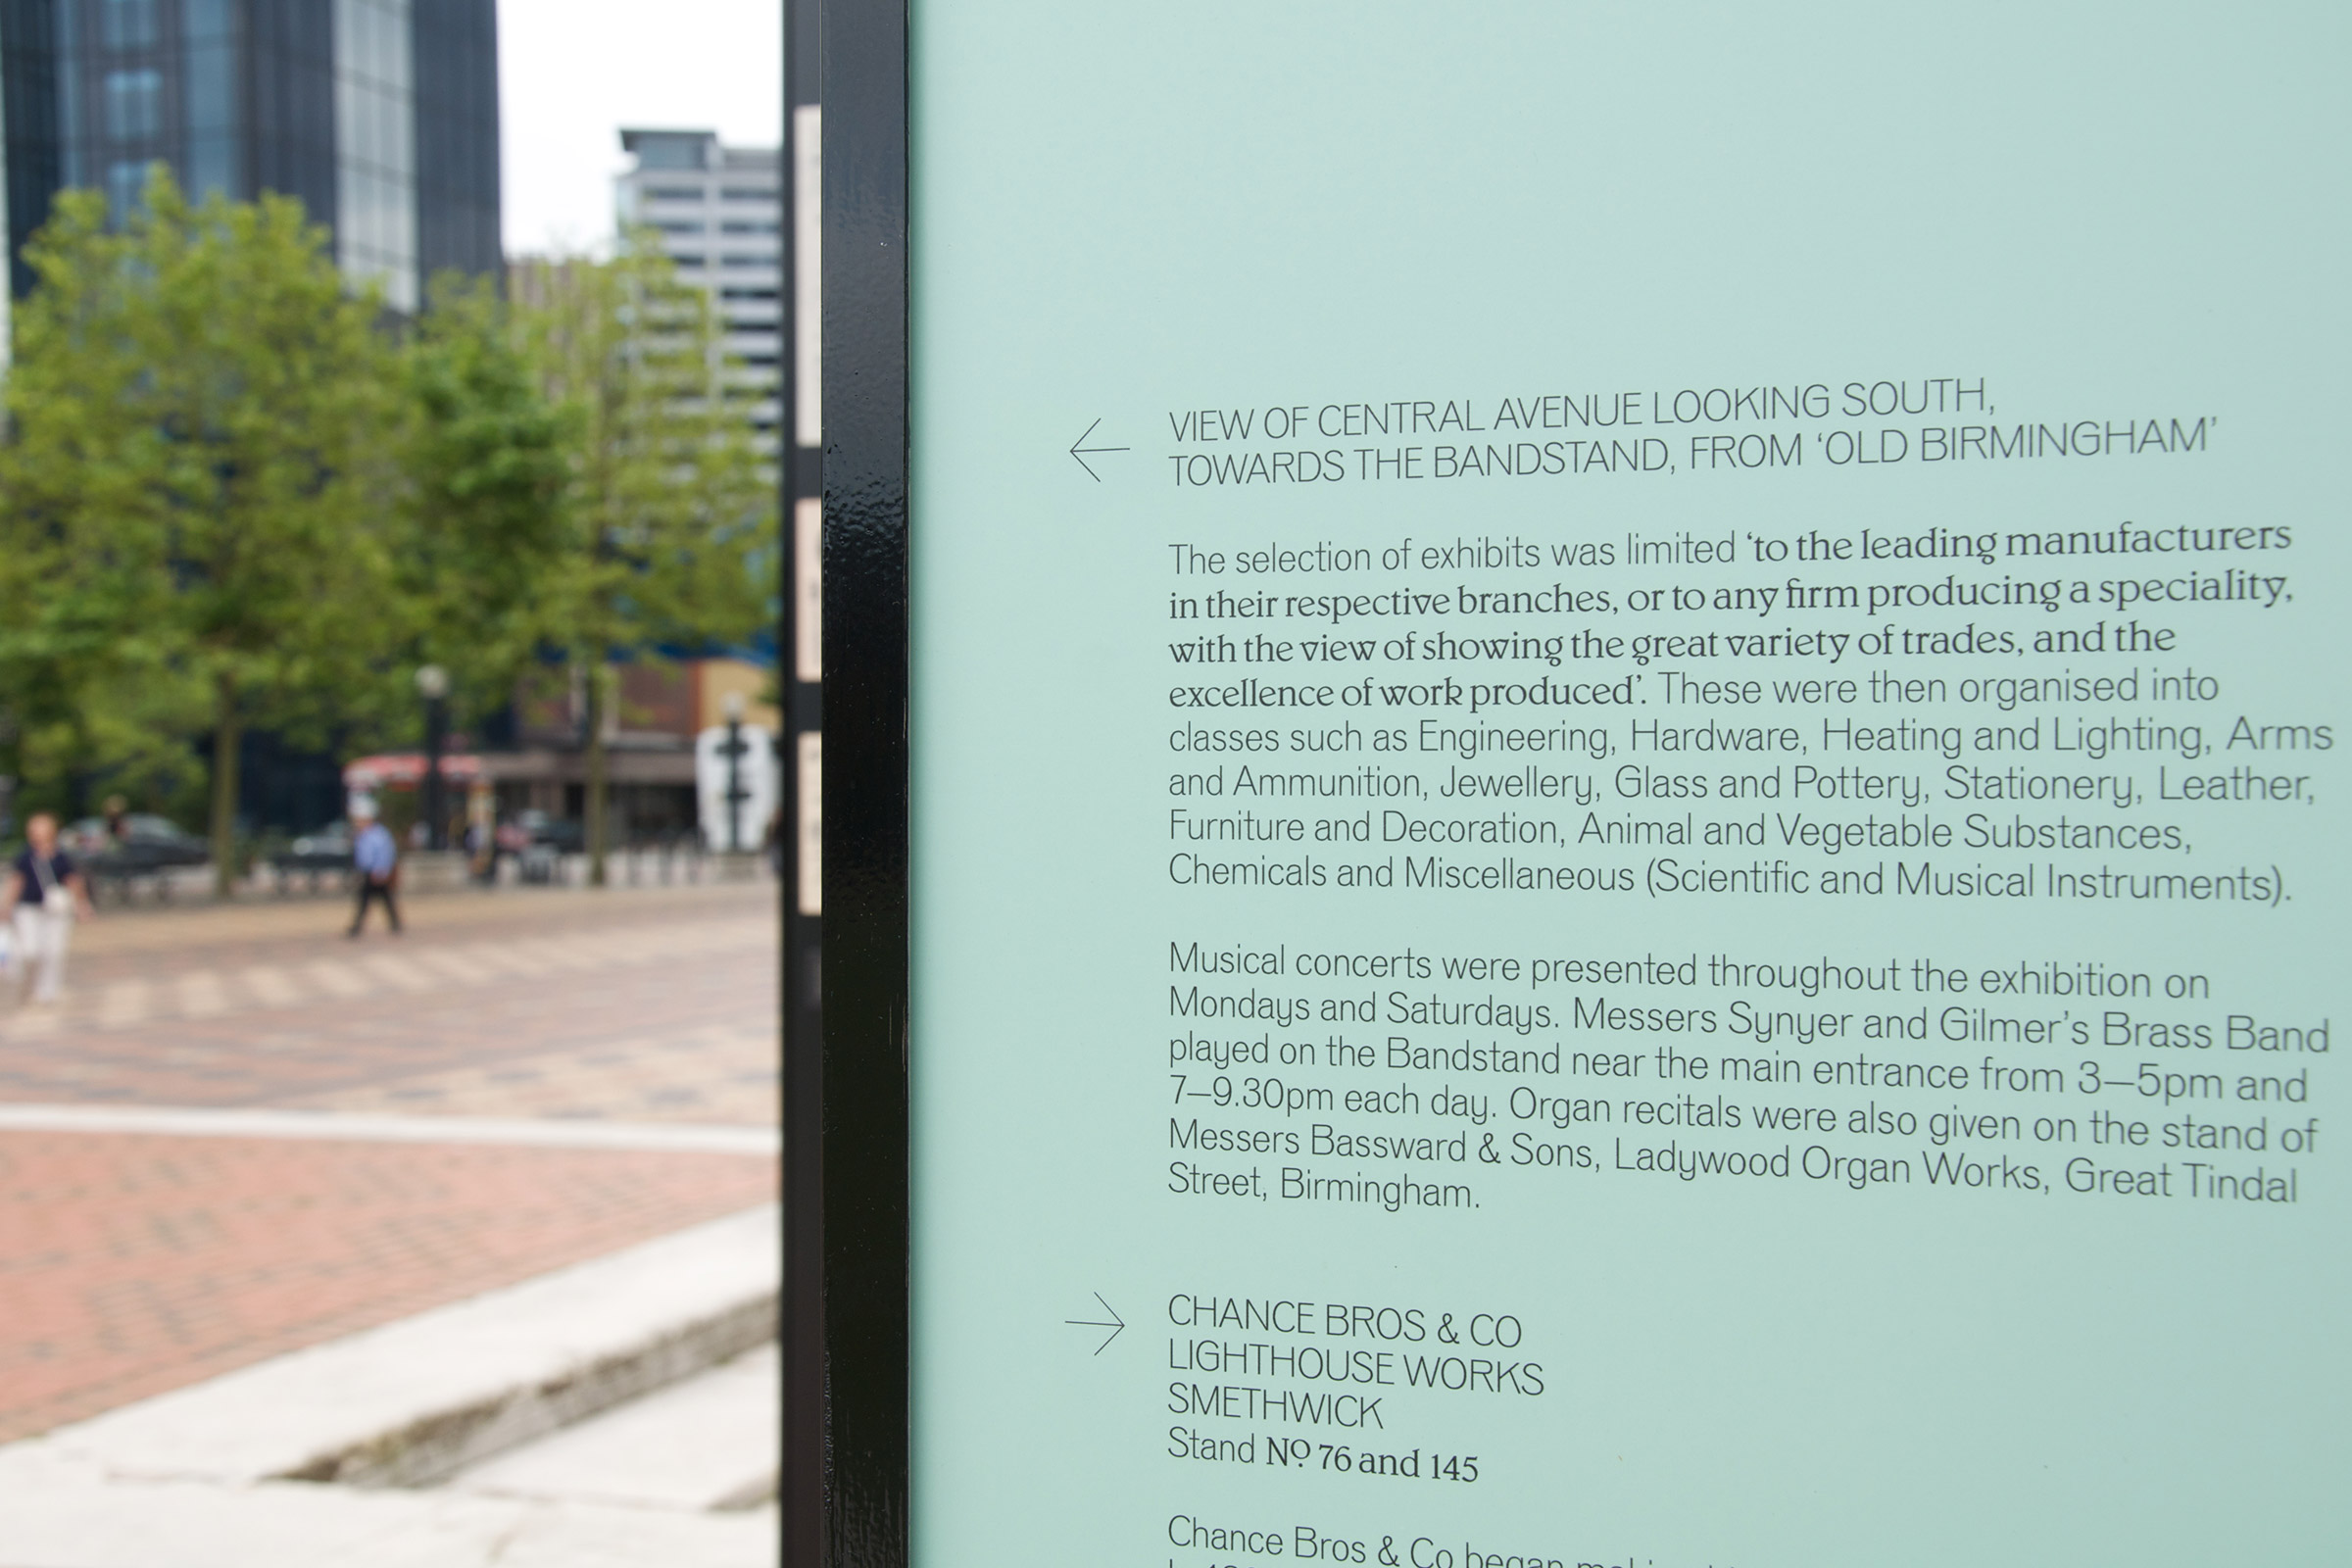 VIEW OF CENTRAL AVENUE LOOKING SOUTH,
TOWARDS THE BANDSTAND, FROM ‘OLD BIRMINGHAM’
The selection of exhibits was limited ‘to the leading manufacturers
in their respective branches, or to any firm producing a speciality,
with the view of showing the great variety of trades, and the
excellence of work produced’. These were then organised into
classes such as Engineering, Hardware, Heating and Lighting, Arms
and Ammunition, Jewellery, Glass and Pottery, Stationery, Leather,
Furniture and Decoration, Animal and Vegetable Substances,
Chemicals and Miscellaneous (Scientific and Musical Instruments).
Musical concerts were presented throughout the exhibition on
Mondays and Saturdays. Messers Synyer and Gilmer’s Brass Band
played on the Bandstand near the main entrance from 3—5pm and
7—9.30pm each day. Organ recitals were also given on the stand of
Messers Bassward & Sons, Ladywood Organ Works, Great Tindal
Street, Birmingham.
CHANCE BROS & CO
LIGHTHOUSE WORKS
SMETHWICK
Stand Nº 76 and 145
Chance Bros & Co began